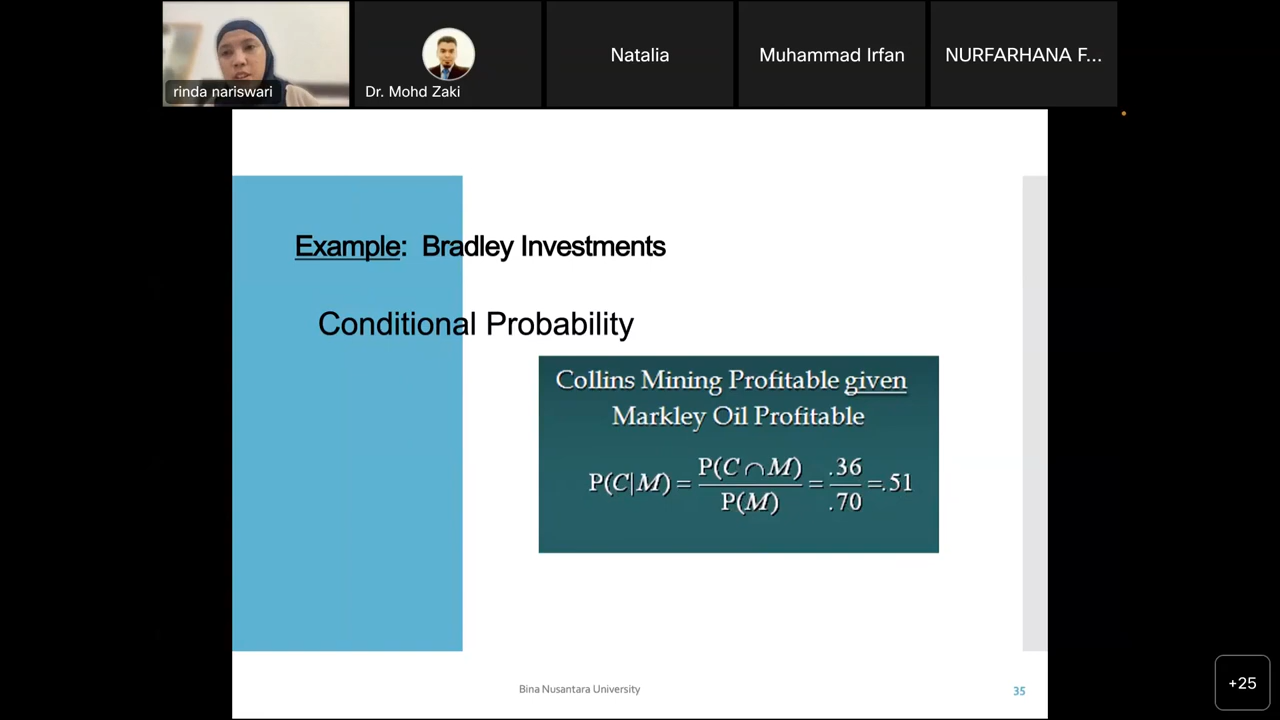 rinda nariswari
Dr. Mohd Zaki
Natalia
Muhammad Irfan
NURFARHANA F...
Example: Bradley Investments
Conditional Probability
Collins Mining Profitable given
Markley Oil Profitable
P(C|M) = P(C ∩ M) / P(M) = .36 / .70 = .51
Bina Nusantara University
35
+25